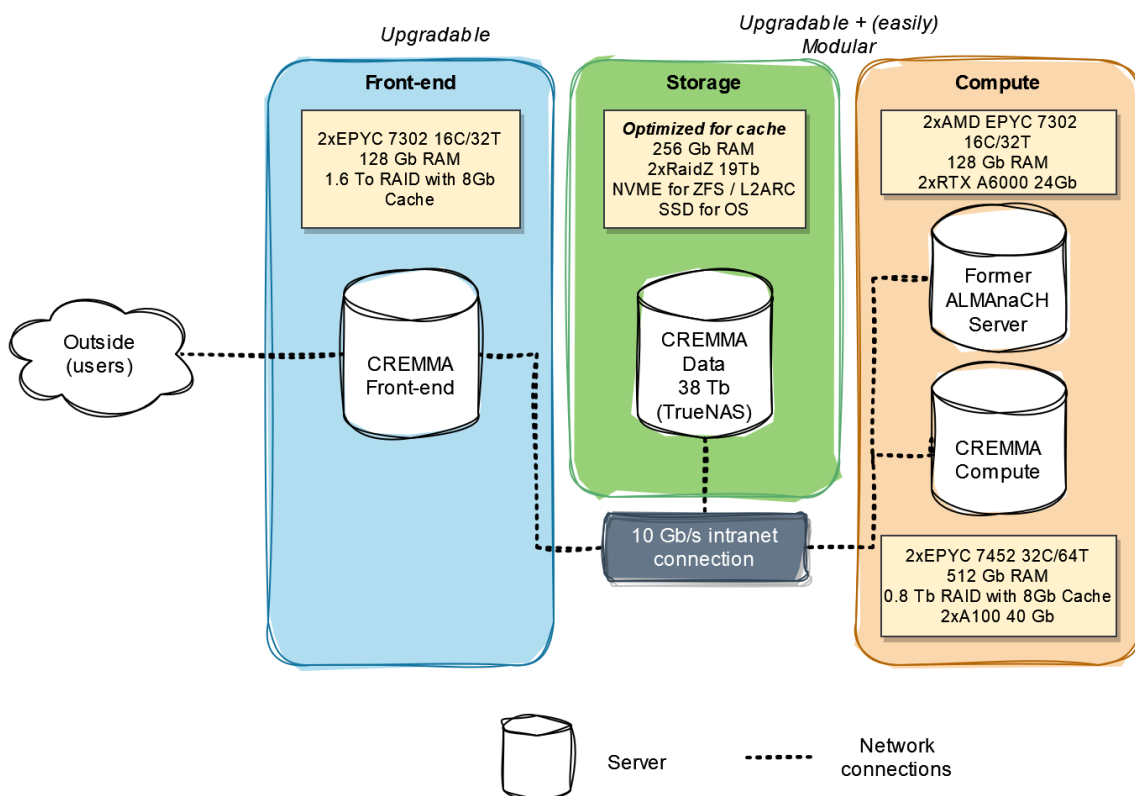 Upgradable
Upgradable + (easily)
Modular
Front-end
2xEPYC 7302 16C/32T
128 Gb RAM
1.6 To RAID with 8Gb
Cache
Storage
Optimized for cache
256 Gb RAM
2xRaidZ 19Tb
NVME for ZFS / L2ARC
SSD for OS
Compute
2xAMD EPYC 7302
16C/32T
128 Gb RAM
2xRTX A6000 24Gb
Outside
(users)
CREMMA
Front-end
CREMMA
Data
38 Tb
(TrueNAS)
Former
ALMAnaCH
Server
CREMMA
Compute
10 Gb/s intranet
connection
2xEPYC 7452 32C/64T
512 Gb RAM
0.8 Tb RAID with 8Gb Cache
2xA100 40 Gb
Server
Network
connections